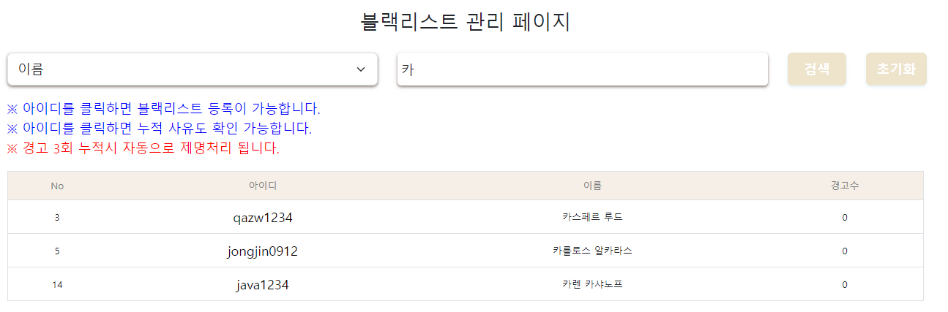 블랙리스트 관리 페이지
이름 카 검색 초기화
※ 아이디를 클릭하면 블랙리스트 등록이 가능합니다.
※ 아이디를 클릭하면 누적 사유도 확인 가능합니다.
※ 경고 3회 누적시 자동으로 제명처리 됩니다.
No 아이디 이름 경고수
3 qazw1234 카스페르 루드 0
5 jongjin0912 카를로스 알카라스 0
14 java1234 카렌 카샤노프 0